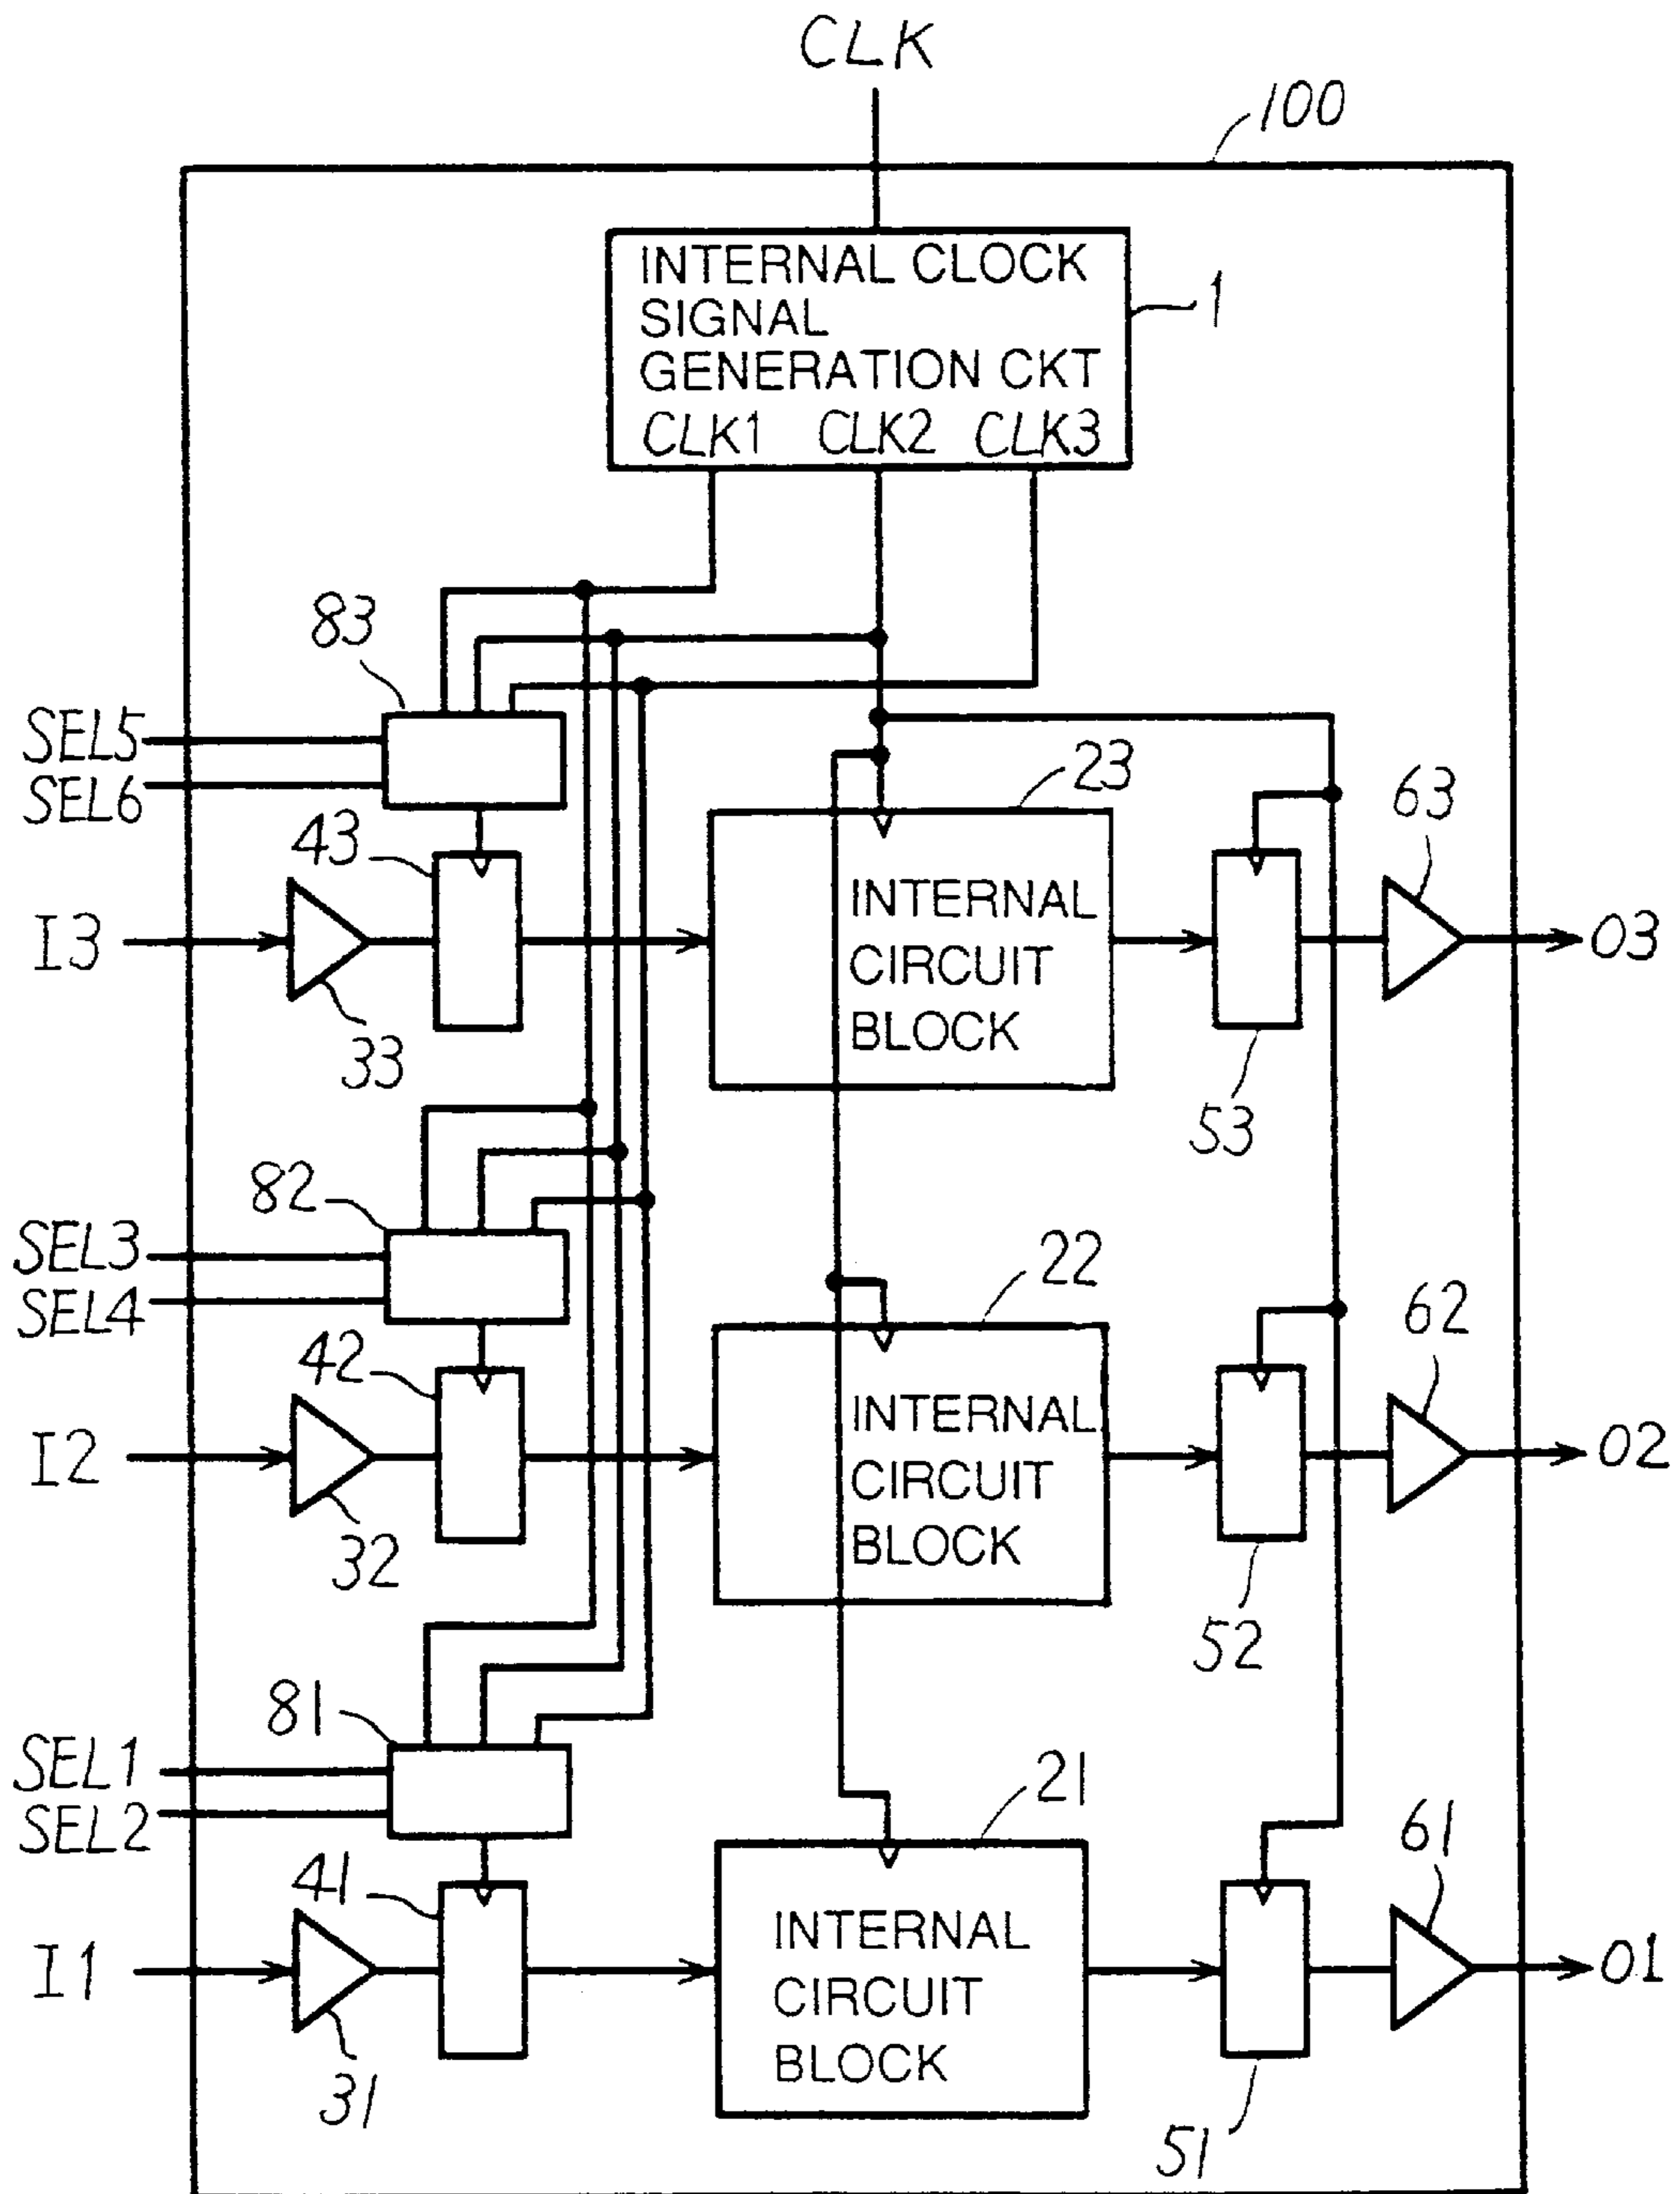 CLK
100
INTERNAL CLOCK
SIGNAL
GENERATION CKT
CLK1 CLK2 CLK3
1
83
SEL5
SEL6
23
63
43
I3
INTERNAL
CIRCUIT
BLOCK
O3
33
53
82
SEL3
SEL4
22
62
42
I2
INTERNAL
CIRCUIT
BLOCK
O2
32
52
81
SEL1
SEL2
21
61
41
I1
INTERNAL
CIRCUIT
BLOCK
O1
31
51